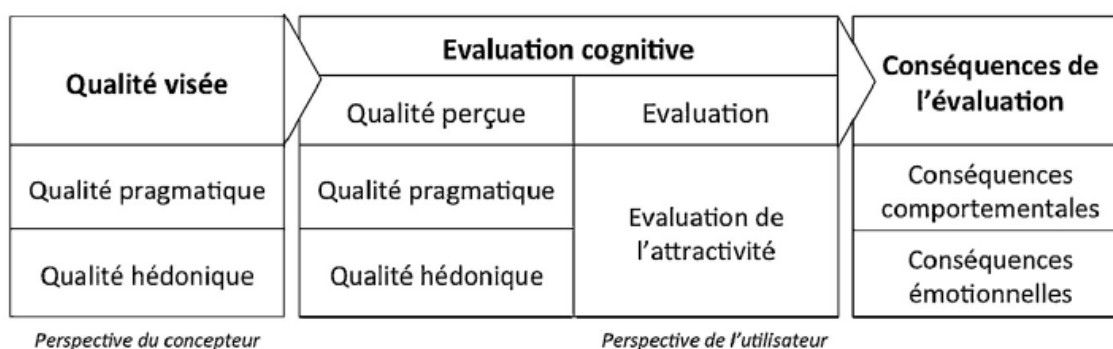 Qualité visée
Evaluation cognitive
Conséquences de
l'évaluation
Qualité perçue
Evaluation
Qualité pragmatique
Qualité pragmatique
Evaluation de
l'attractivité
Conséquences
comportementales
Qualité hédonique
Qualité hédonique
Conséquences
émotionnelles
Perspective du concepteur
Perspective de l'utilisateur